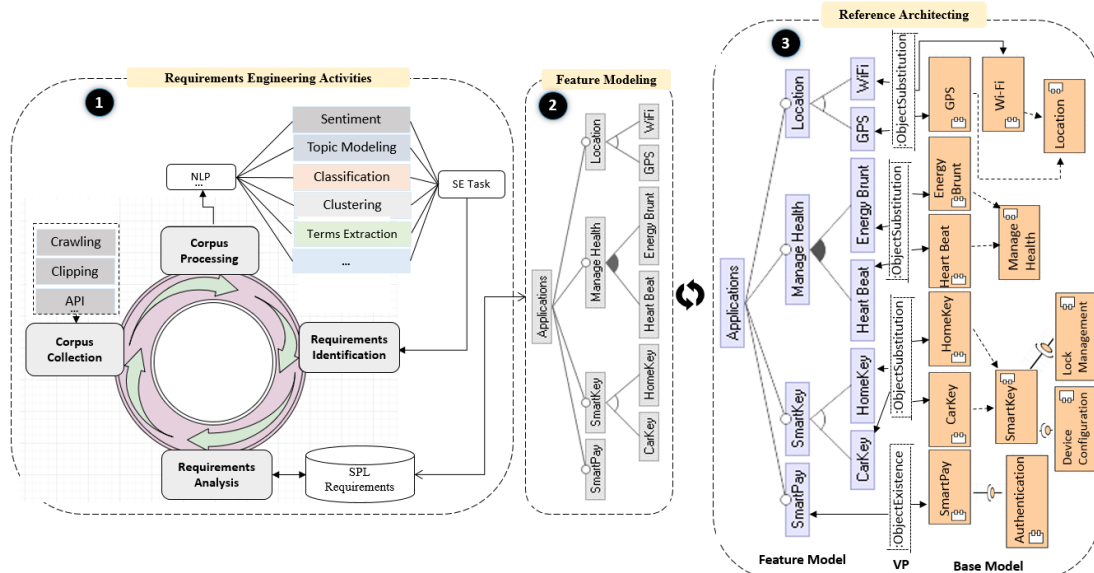 Reference Architecting
Requirements Engineering Activities
Feature Modeling
1
2
3
Sentiment
Topic Modeling
Classification
Clustering
Terms Extraction
...
NLP
...
SE Task
Crawling
Clipping
API
...
Corpus
Processing
Corpus
Collection
Requirements
Identification
Requirements
Analysis
SPL
Requirements
Applications
Location
WiFi
GPS
Manage Health
Energy Brunt
Heart Beat
SmartKey
HomeKey
CarKey
SmartPay
Applications
Location
WiFi
GPS
Manage Health
Energy Brunt
Heart Beat
SmartKey
HomeKey
CarKey
SmartPay
:ObjectSubstitution
:ObjectSubstitution
:ObjectSubstitution
:ObjectExistence
GPS
Wi-Fi
Location
Energy
Brunt
Heart Beat
Manage
Health
HomeKey
CarKey
SmartKey
Lock
Management
Device
Configuration
SmartPay
Authentication
Feature Model
VP
Base Model